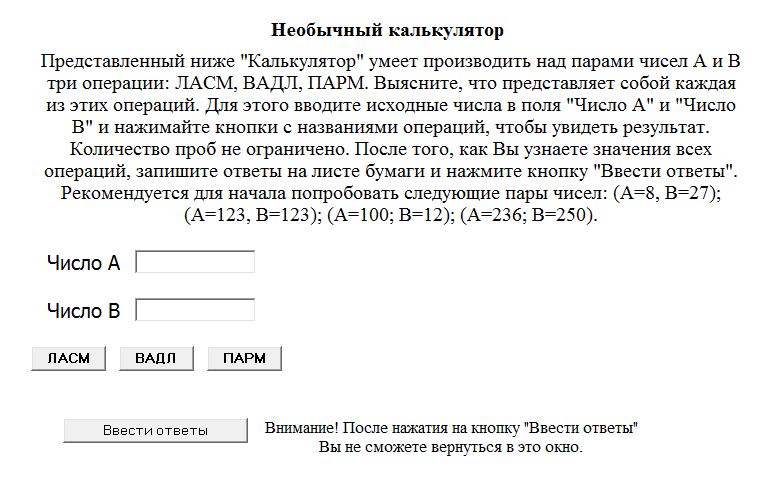 Необычный калькулятор
Представленный ниже "Калькулятор" умеет производить над парами чисел А и В
три операции: ЛАСМ, ВАДЛ, ПАРМ. Выясните, что представляет собой каждая
из этих операций. Для этого вводите исходные числа в поля "Число А" и "Число
В" и нажимайте кнопки с названиями операций, чтобы увидеть результат.
Количество проб не ограничено. После того, как Вы узнаете значения всех
операций, запишите ответы на листе бумаги и нажмите кнопку "Ввести ответы".
Рекомендуется для начала попробовать следующие пары чисел: (А=8, В=27);
(А=123, В=123); (А=100; В=12); (А=236; В=250).
Число А
Число В
ЛАСМ ВАДЛ ПАРМ
Ввести ответы Внимание! После нажатия на кнопку "Ввести ответы"
Вы не сможете вернуться в это окно.